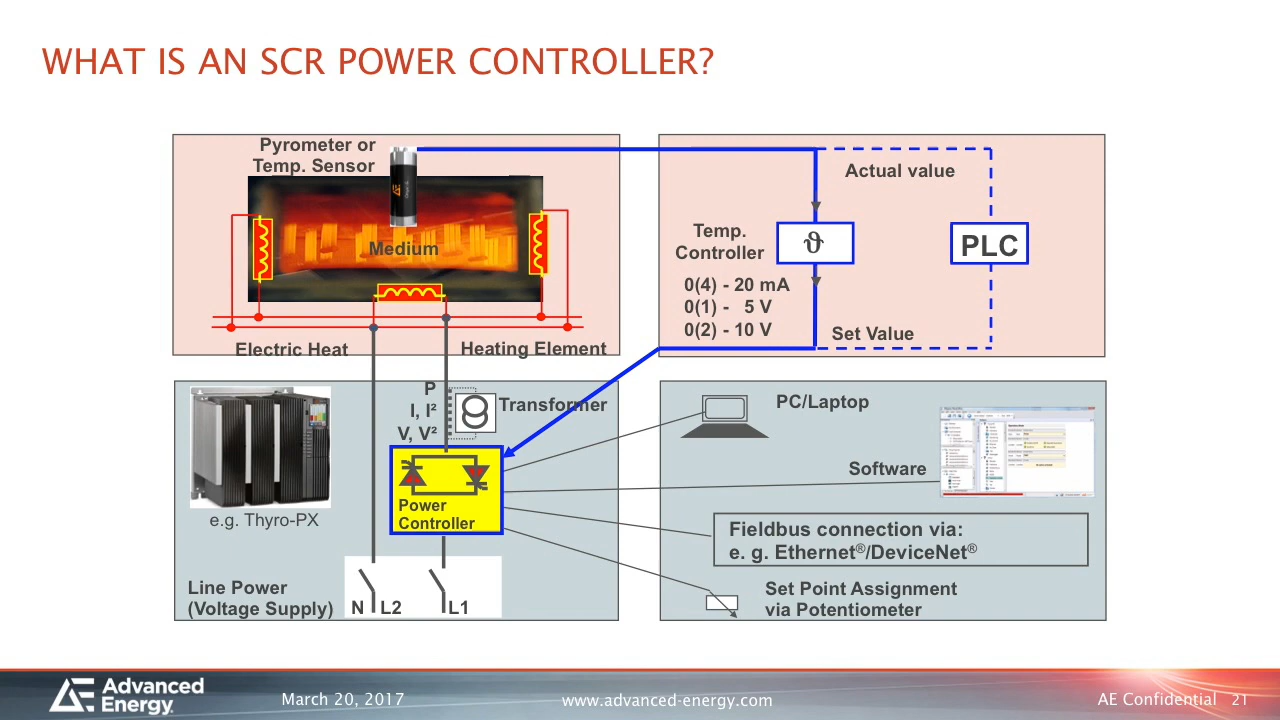 WHAT IS AN SCR POWER CONTROLLER?
Pyrometer or
Temp. Sensor
Medium
Electric Heat
Heating Element
Actual value
Temp.
Controller
ϑ
PLC
0(4) - 20 mA
0(1) -   5 V
0(2) - 10 V
Set Value
P
I, I²
V, V²
Transformer
e.g. Thyro-PX
Power
Controller
Line Power
(Voltage Supply)
N
L2
L1
PC/Laptop
Software
Fieldbus connection via:
e. g. Ethernet®/DeviceNet®
Set Point Assignment
via Potentiometer
Advanced
Energy
March 20, 2017
www.advanced-energy.com
AE Confidential
21